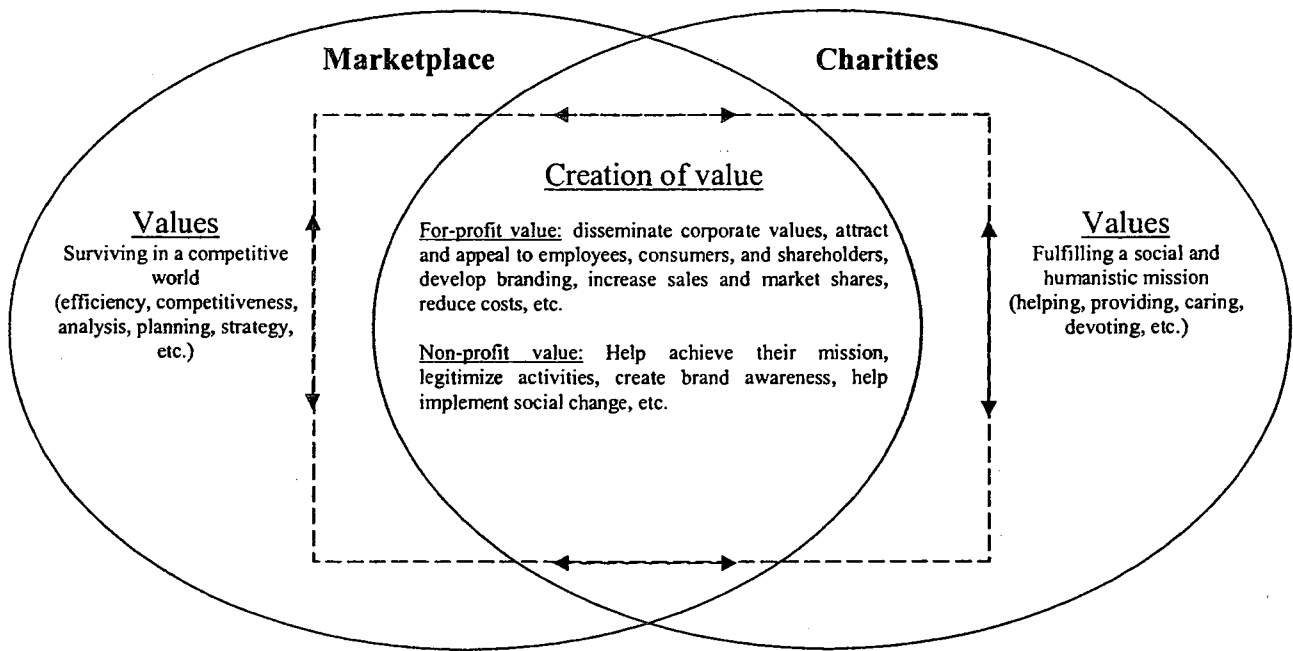 Marketplace
Charities
Creation of value
Values
Surviving in a competitive
world
(efficiency, competitiveness,
analysis, planning, strategy,
etc.)
For-profit value: disseminate corporate values, attract
and appeal to employees, consumers, and shareholders,
develop branding, increase sales and market shares,
reduce costs, etc.
Non-profit value: Help achieve their mission,
legitimize activities, create brand awareness, help
implement social change, etc.
Values
Fulfilling a social and
humanistic mission
(helping, providing, caring,
devoting, etc.)